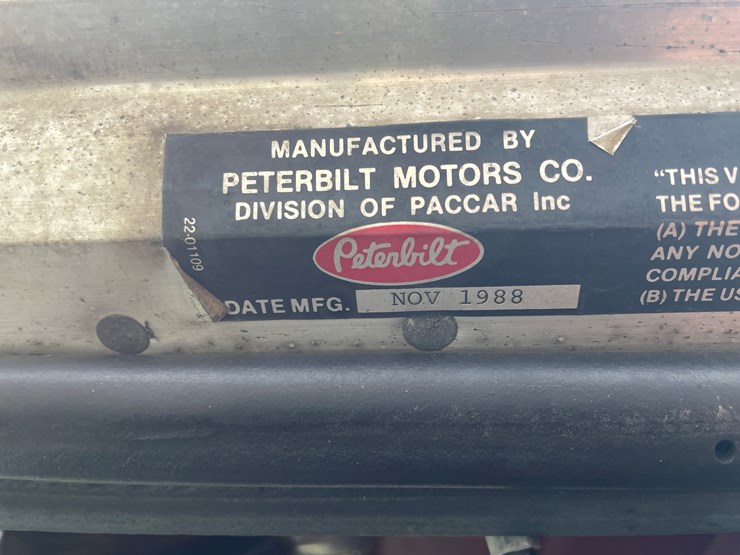 MANUFACTURED BY
PETERBILT MOTORS CO.
DIVISION OF PACCAR Inc
Peterbilt
DATE MFG. NOV 1988
22-01109
"THIS V
THE FO
(A) THE
ANY NO
COMPLIA
(B) THE US